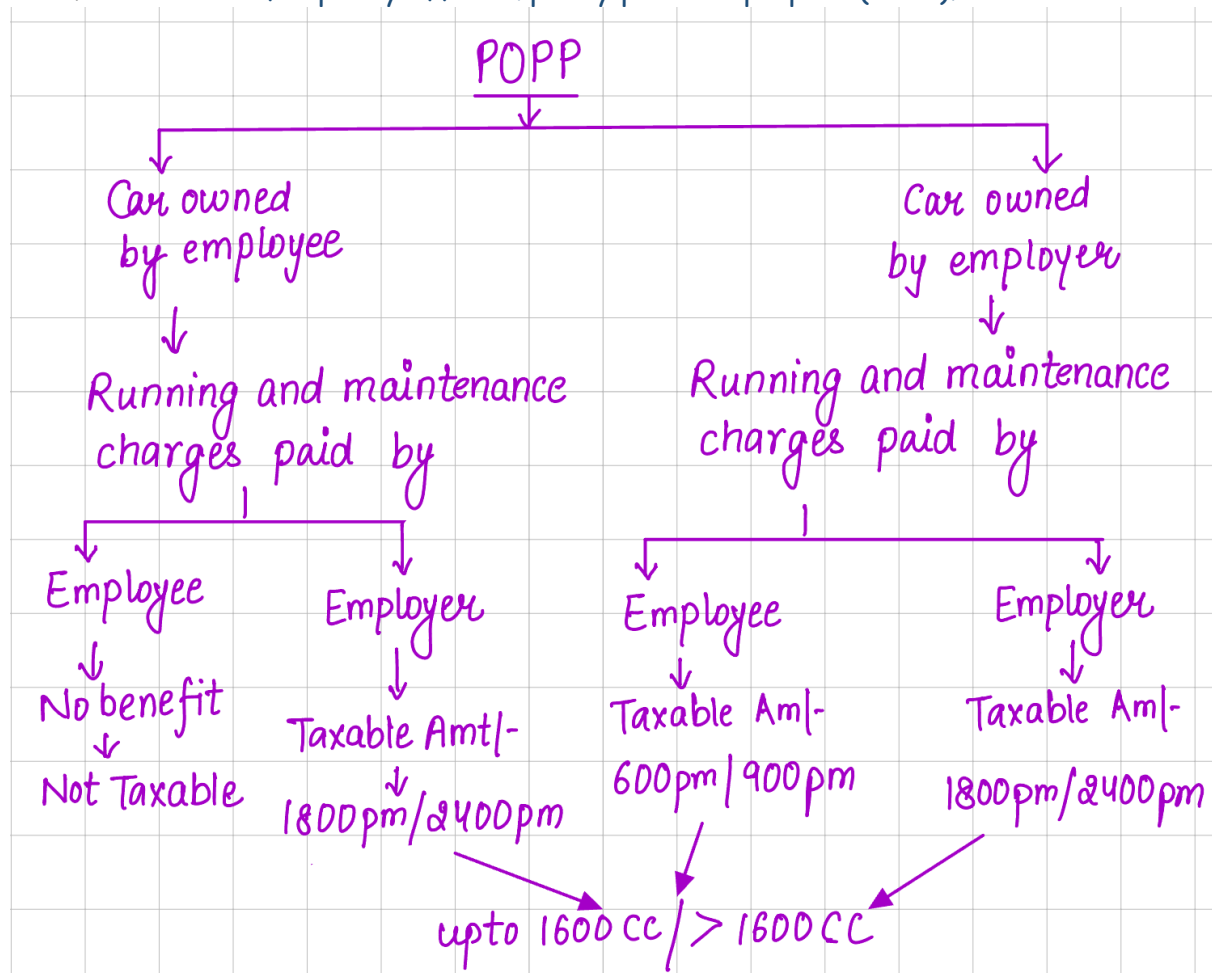 POPP
Car owned
by employee
Car owned
by employer
Running and maintenance
charges paid by
Running and maintenance
charges paid by
Employee
Employer
Employee
Employer
No benefit
Not Taxable
Taxable Amt/-
1800pm/2400pm
Taxable Am/-
600pm/900pm
Taxable Am/-
1800pm/2400pm
upto 1600 CC / > 1600 CC